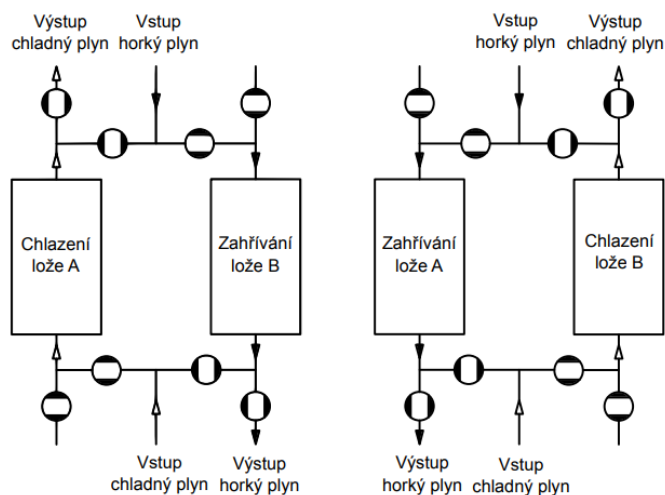 Výstup
chladný plyn
Vstup
horký plyn
Chlazení
lože A
Zahřívání
lože B
Vstup
chladný plyn
Výstup
horký plyn
Vstup
horký plyn
Výstup
chladný plyn
Zahřívání
lože A
Chlazení
lože B
Výstup
horký plyn
Vstup
chladný plyn